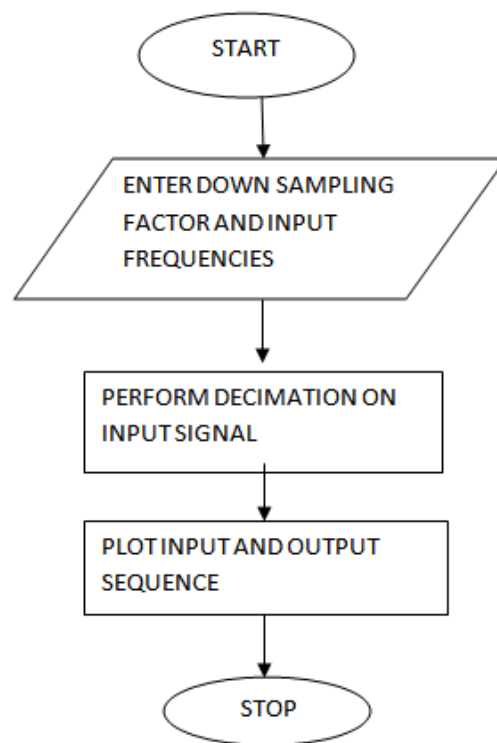 START
ENTER DOWN SAMPLING
FACTOR AND INPUT
FREQUENCIES
PERFORM DECIMATION ON
INPUT SIGNAL
PLOT INPUT AND OUTPUT
SEQUENCE
STOP